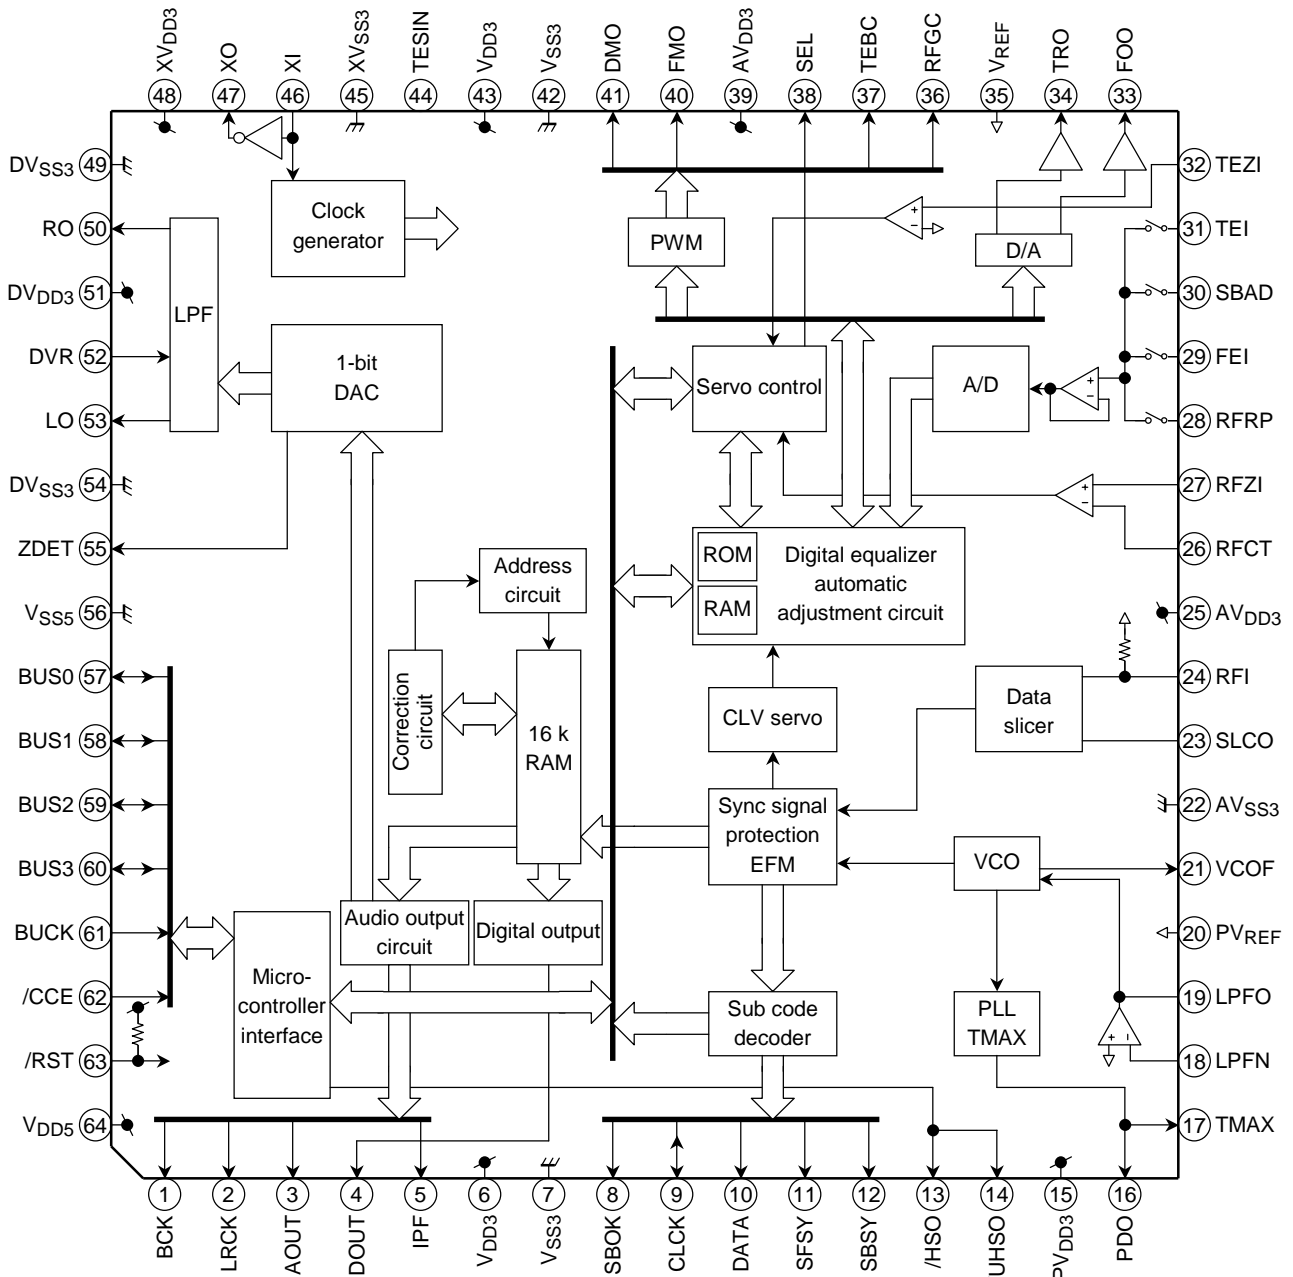 XVDD3
XO
XI
XVSS3
TESIN
VDD3
VSS3
DMO
FMO
AVDD3
SEL
TEBC
RFGC
VREF
TRO
FOO
48
47
46
45
44
43
42
41
40
39
38
37
36
35
34
33
DVSS3 49
RO 50
DVDD3 51
DVR 52
LO 53
DVSS3 54
ZDET 55
VSS5 56
BUS0 57
BUS1 58
BUS2 59
BUS3 60
BUCK 61
/CCE 62
/RST 63
VDD5 64
32 TEZI
31 TEI
30 SBAD
29 FEI
28 RFRP
27 RFZI
26 RFCT
25 AVDD3
24 RFI
23 SLCO
22 AVSS3
21 VCOF
20 PVREF
19 LPFO
18 LPFN
17 TMAX
Clock
generator
LPF
1-bit
DAC
PWM
+
−
D/A
Servo control
A/D
+
−
+
−
ROM
RAM
Digital equalizer
automatic
adjustment circuit
Address
circuit
Correction
circuit
16 k
RAM
CLV servo
Data
slicer
Sync signal
protection
EFM
VCO
Audio output
circuit
Digital output
Micro-
controller
interface
Sub code
decoder
PLL
TMAX
+
−
1
2
3
4
5
6
7
8
9
10
11
12
13
14
15
16
BCK
LRCK
AOUT
DOUT
IPF
VDD3
VSS3
SBOK
CLCK
DATA
SFSY
SBSY
/HSO
UHSO
PVDD3
PDO